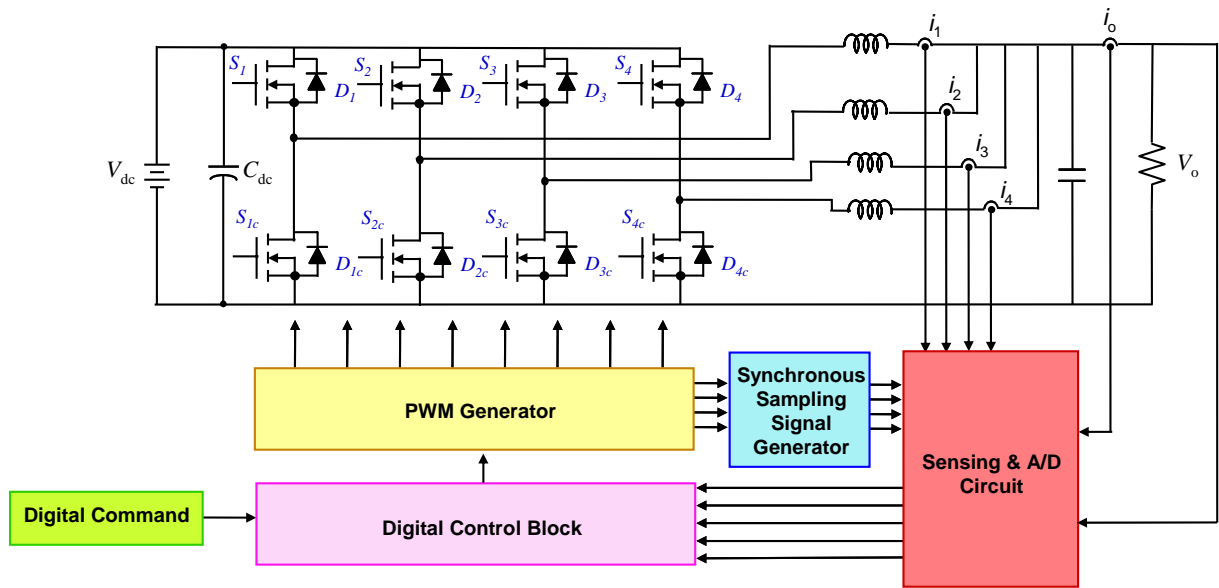 i1
io
S1
S2
S3
S4
D1
D2
D3
D4
i2
i3
i4
Vdc
Cdc
Vo
S1c
S2c
S3c
S4c
D1c
D2c
D3c
D4c
PWM Generator
Synchronous
Sampling
Signal
Generator
Sensing & A/D
Circuit
Digital Command
Digital Control Block